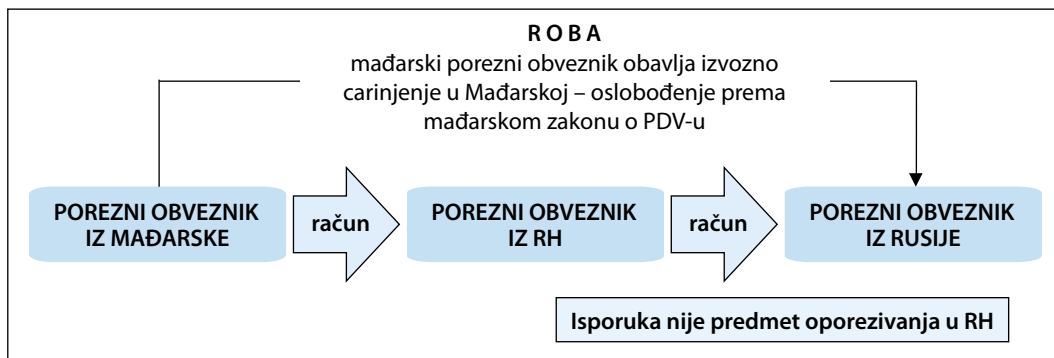 R O B A
mađarski porezni obveznik obavlja izvozno
carinjenje u Mađarskoj – oslobođenje prema
mađarskom zakonu o PDV-u
POREZNI OBVEZNIK
IZ MAĐARSKE
račun
POREZNI OBVEZNIK
IZ RH
račun
POREZNI OBVEZNIK
IZ RUSIJE
Isporuka nije predmet oporezivanja u RH